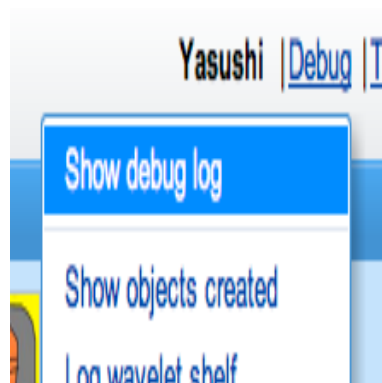 Yasushi |Debug |T
Show debug log
Show objects created
Log wavelet shelf